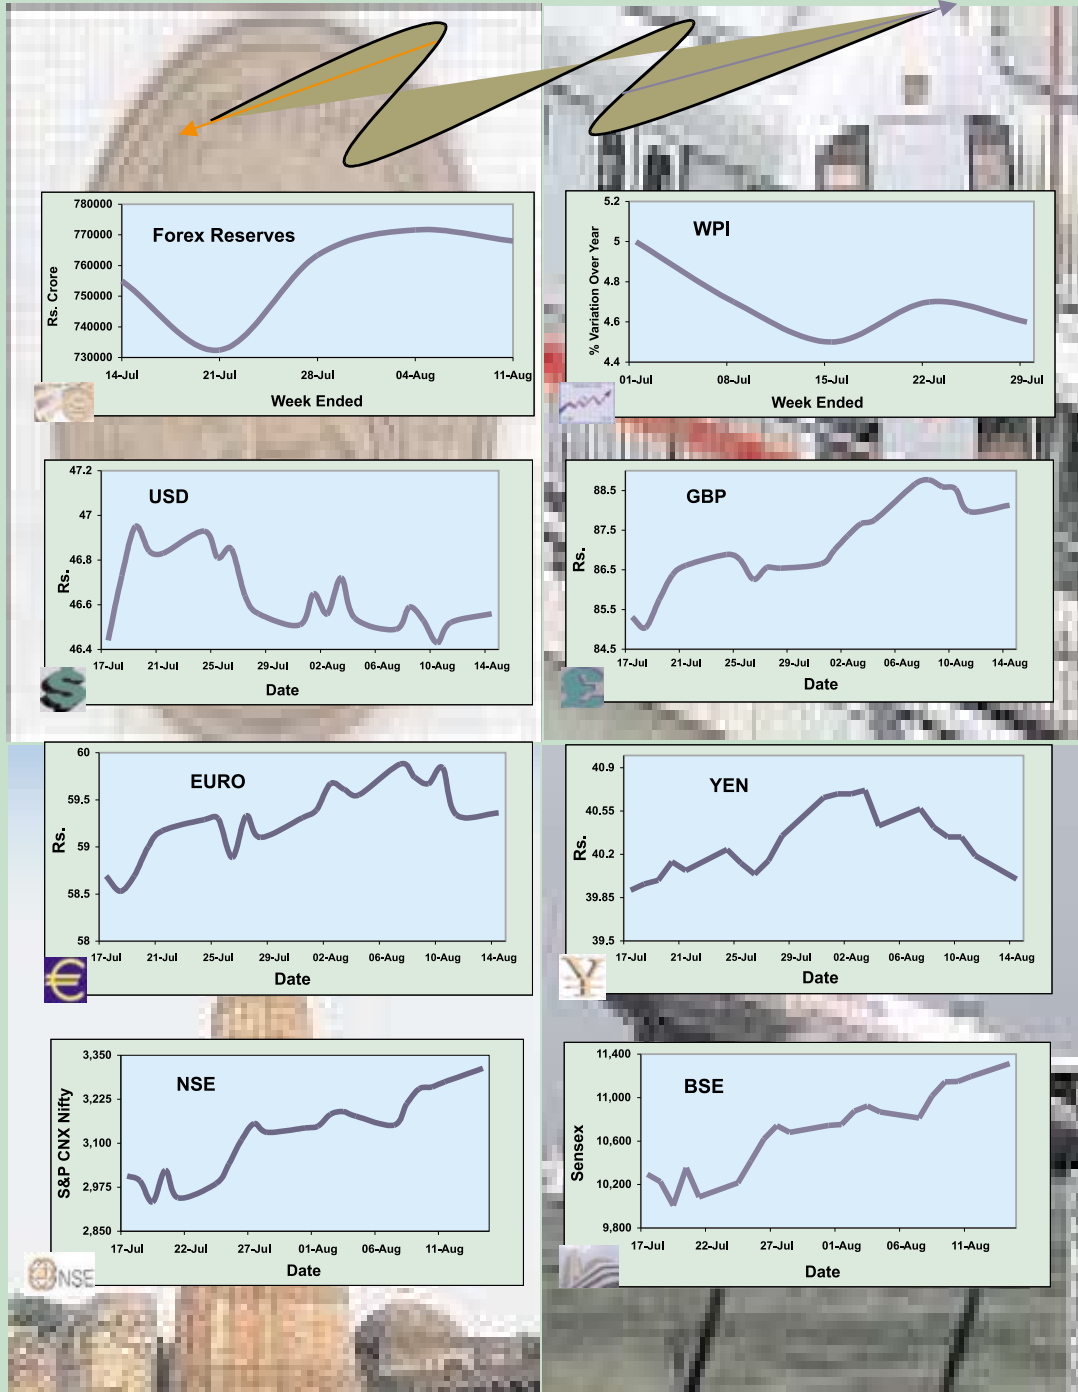 Forex Reserves
Rs. Crore
780000
770000
760000
750000
740000
730000
14-Jul 21-Jul 28-Jul 04-Aug 11-Aug
Week Ended
WPI
% Variation Over Year
5.2
5
4.8
4.6
4.4
01-Jul 08-Jul 15-Jul 22-Jul 29-Jul
Week Ended
USD
Rs.
47.2
47
46.8
46.6
46.4
17-Jul 21-Jul 25-Jul 29-Jul 02-Aug 06-Aug 10-Aug 14-Aug
Date
$
GBP
Rs.
88.5
87.5
86.5
85.5
84.5
17-Jul 21-Jul 25-Jul 29-Jul 02-Aug 06-Aug 10-Aug 14-Aug
Date
£
EURO
Rs.
60
59.5
59
58.5
58
17-Jul 21-Jul 25-Jul 29-Jul 02-Aug 06-Aug 10-Aug 14-Aug
Date
€
YEN
Rs.
40.9
40.55
40.2
39.85
39.5
17-Jul 21-Jul 25-Jul 29-Jul 02-Aug 06-Aug 10-Aug 14-Aug
Date
¥
NSE
S&P CNX Nifty
3,350
3,225
3,100
2,975
2,850
17-Jul 22-Jul 27-Jul 01-Aug 06-Aug 11-Aug
Date
NSE
BSE
Sensex
11,400
11,000
10,600
10,200
9,800
17-Jul 22-Jul 27-Jul 01-Aug 06-Aug 11-Aug
Date